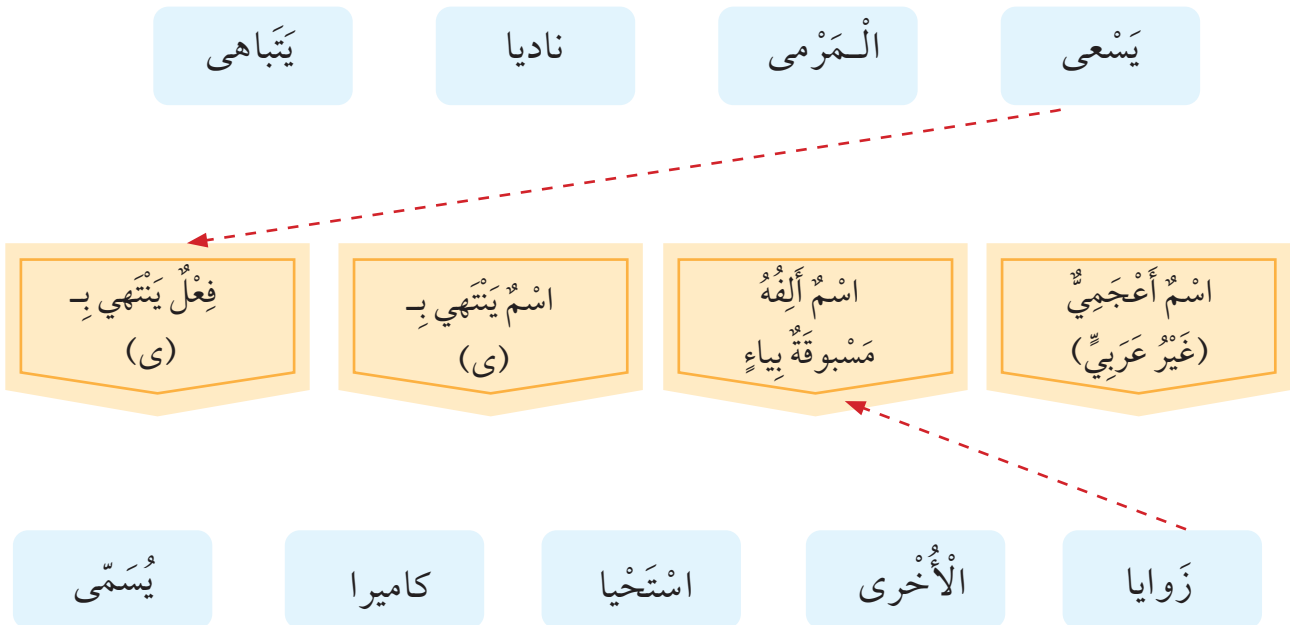 يَسْعى
الْـمَرْمى
ناديا
يَتَباهى
اسْمٌ أَعْجَمِيٌّ
(غَيْرُ عَرَبِيٍّ)
اسْمٌ أَلِفُهُ
مَسْبوقَةٌ بِياءٍ
اسْمٌ يَنْتَهي بِـ
(ى)
فِعْلٌ يَنْتَهي بِـ
(ى)
زَوايا
الْأُخْرى
اسْتَحْيا
كاميرا
يُسَمّى